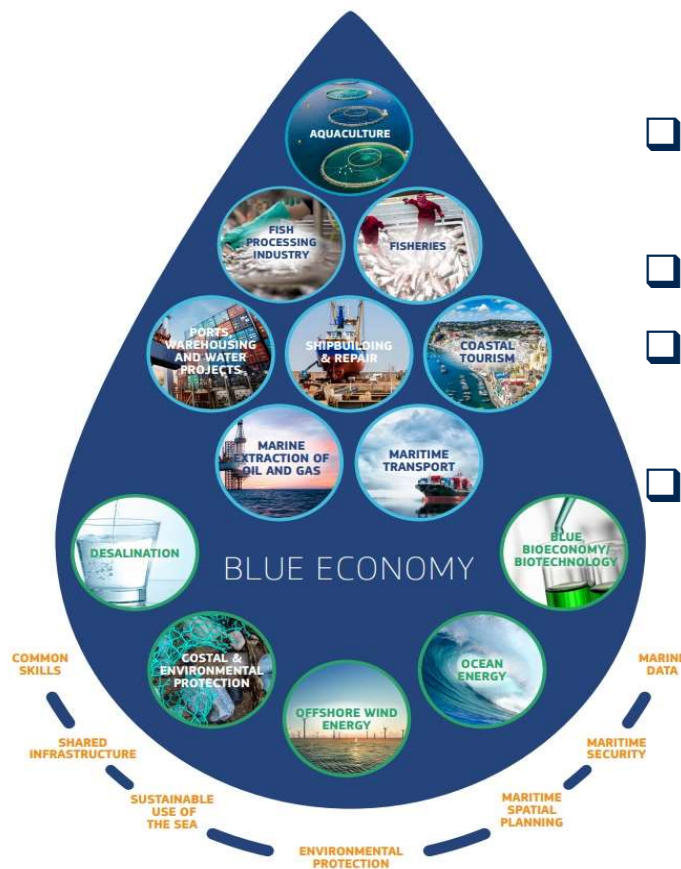 AQUACULTURE
FISH
PROCESSING
INDUSTRY
FISHERIES
PORTS,
WAREHOUSING
AND WATER
PROJECTS
SHIPBUILDING
& REPAIR
COASTAL
TOURISM
MARINE
EXTRACTION OF
OIL AND GAS
MARITIME
TRANSPORT
DESALINATION
BLUE ECONOMY
BLUE
BIOECONOMY/
BIOTECHNOLOGY
COSTAL &
ENVIRONMENTAL
PROTECTION
OFFSHORE WIND
ENERGY
OCEAN
ENERGY
COMMON
SKILLS
SHARED
INFRASTRUCTURE
SUSTAINABLE
USE OF
THE SEA
ENVIRONMENTAL
PROTECTION
MARITIME
SPATIAL
PLANNING
MARITIME
SECURITY
MARINE
DATA